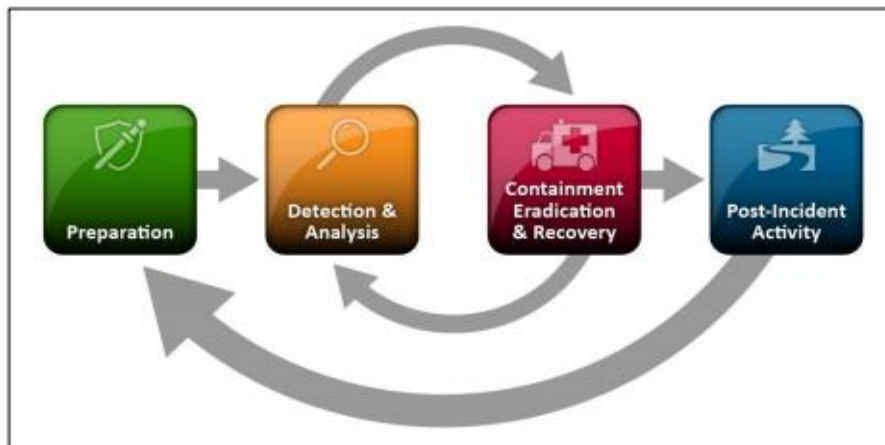 Preparation
Detection &
Analysis
Containment
Eradication
& Recovery
Post-Incident
Activity